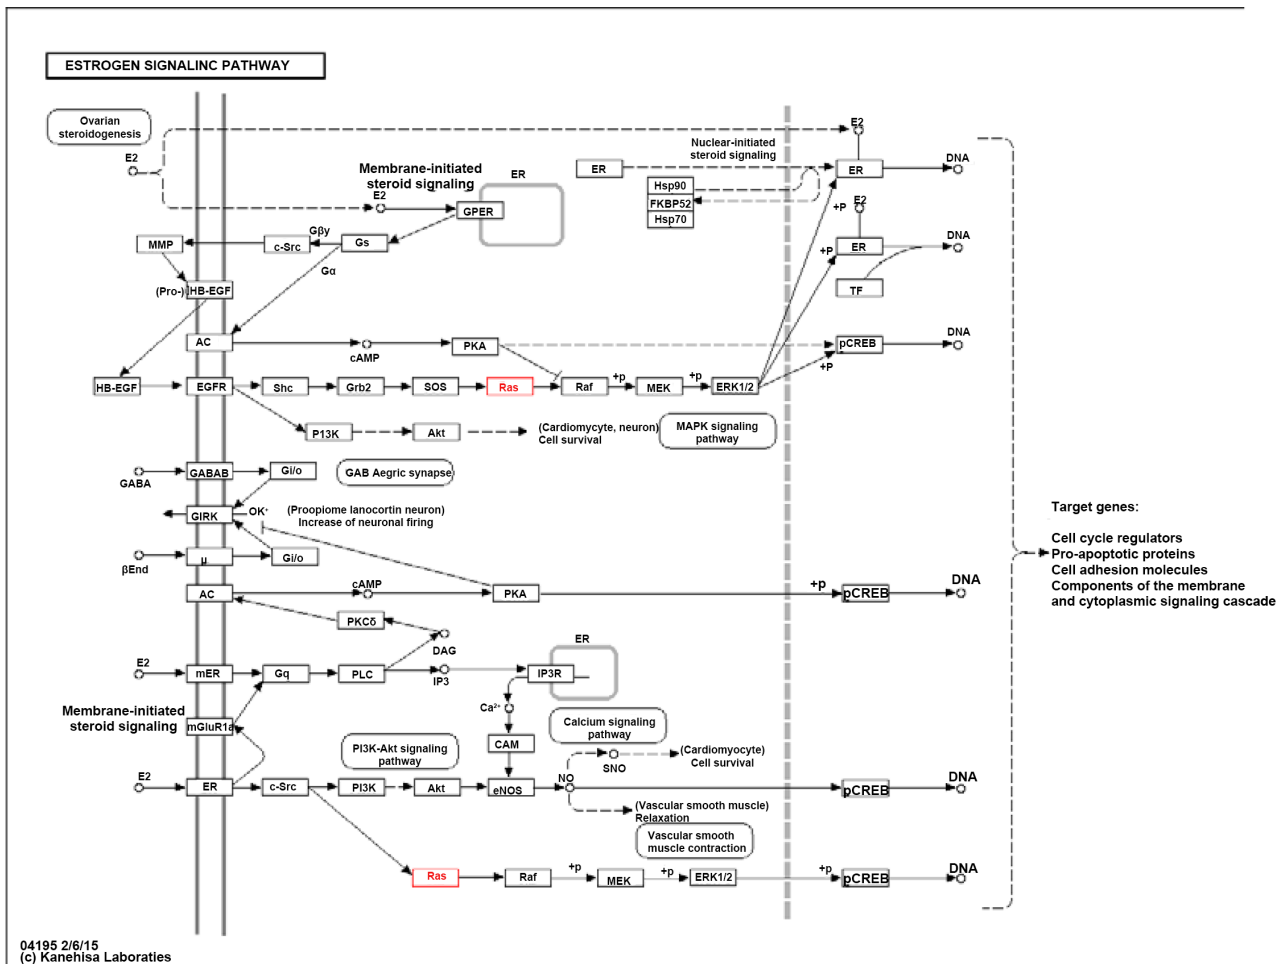 ESTROGEN SIGNALINC PATHWAY
Ovarian
steroidogenesis
E2
E2
Nuclear-initiated
steroid signaling
DNA
Membrane-initiated
steroid signaling
ER
ER
ER
E2
Hsp90
FKBP52
Hsp70
GPER
+P
E2
Gβγ
MMP
c-Src
Gs
ER
DNA
+P
Gα
(Pro-)
HB-EGF
TF
AC
cAMP
PKA
pCREB
DNA
+P
HB-EGF
EGFR
Shc
Grb2
SOS
Ras
Raf
+p
MEK
+p
ERK1/2
P13K
Akt
(Cardiomycyte, neuron)
Cell survival
MAPK signaling
pathway
GABA
GABAB
Gi/o
GAB Aegric synapse
GIRK
OK+
(Proopiome lanocortin neuron)
Increase of neuronal firing
Target genes:
Cell cycle regulators
Pro-apoptotic proteins
Cell adhesion molecules
Components of the membrane
and cytoplasmic signaling cascade
βEnd
μ
Gi/o
AC
cAMP
PKA
+p
pCREB
DNA
PKCδ
DAG
E2
mER
Gq
PLC
IP3
IP3R
ER
Membrane-initiated
steroid signaling
mGluR1a
Ca2+
Calcium signaling
pathway
PI3K-Akt signaling
pathway
CAM
SNO
(Cardiomyocyte)
Cell survival
E2
ER
c-Src
PI3K
Akt
eNOS
NO
pCREB
DNA
(Vascular smooth muscle)
Relaxation
Vascular smooth
muscle contraction
Ras
Raf
+p
MEK
+p
ERK1/2
+p
pCREB
DNA
04195 2/6/15
(c) Kanehisa Laboraties